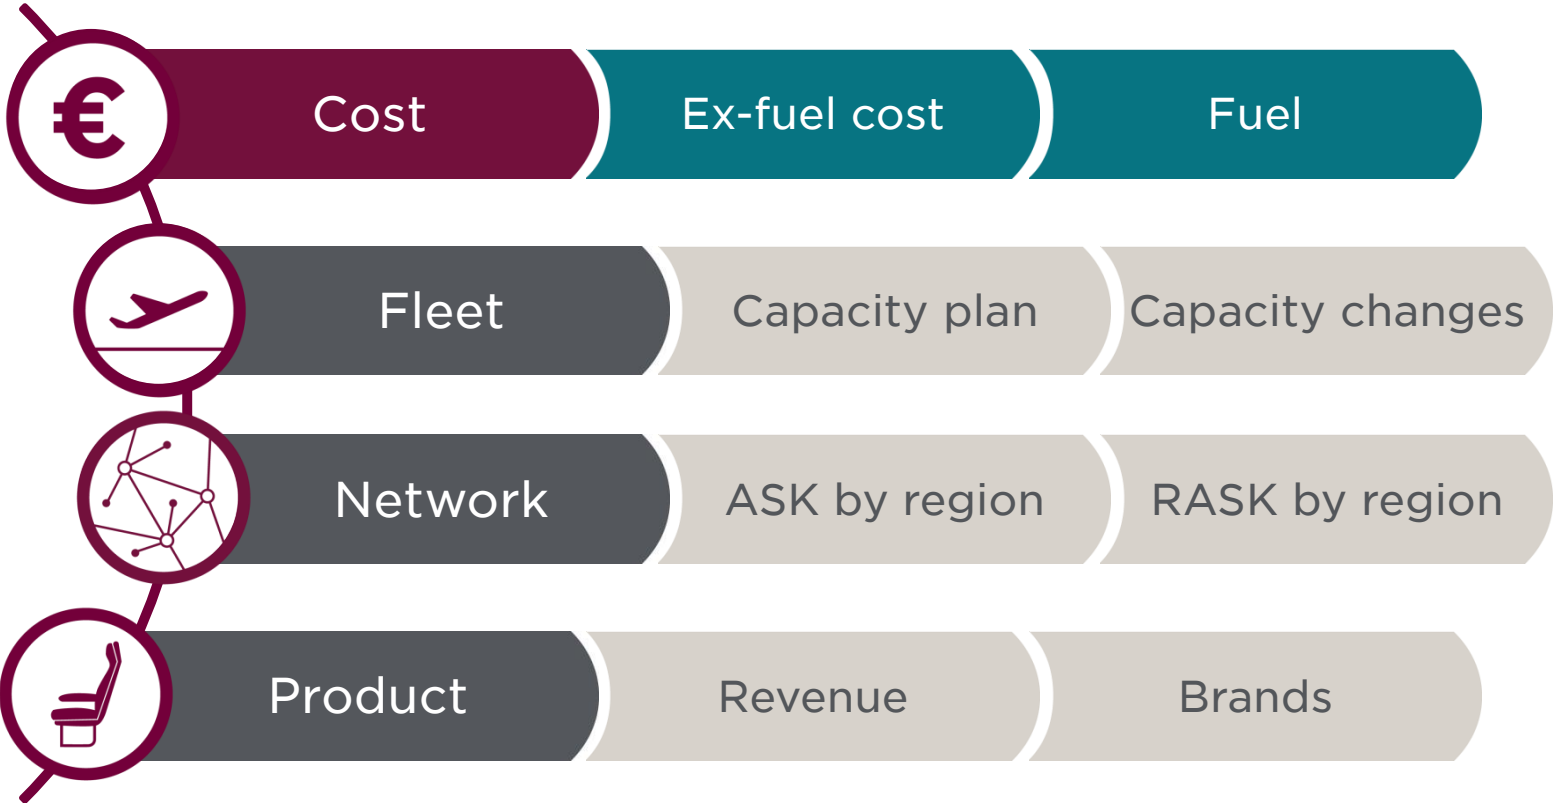 €
Cost
Ex-fuel cost
Fuel
Fleet
Capacity plan
Capacity changes
Network
ASK by region
RASK by region
Product
Revenue
Brands